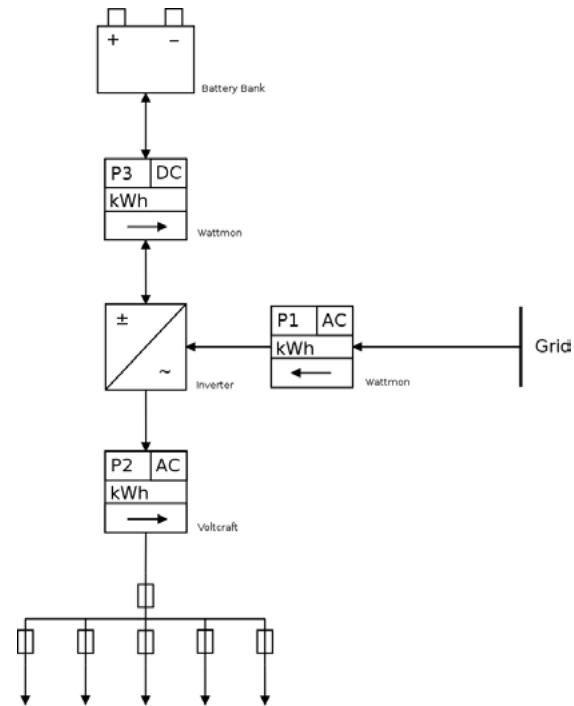 + −
Battery Bank
P3 DC
kWh
Wattmon
±
~
Inverter
P1 AC
kWh
Wattmon
Grid
P2 AC
kWh
Voltcraft